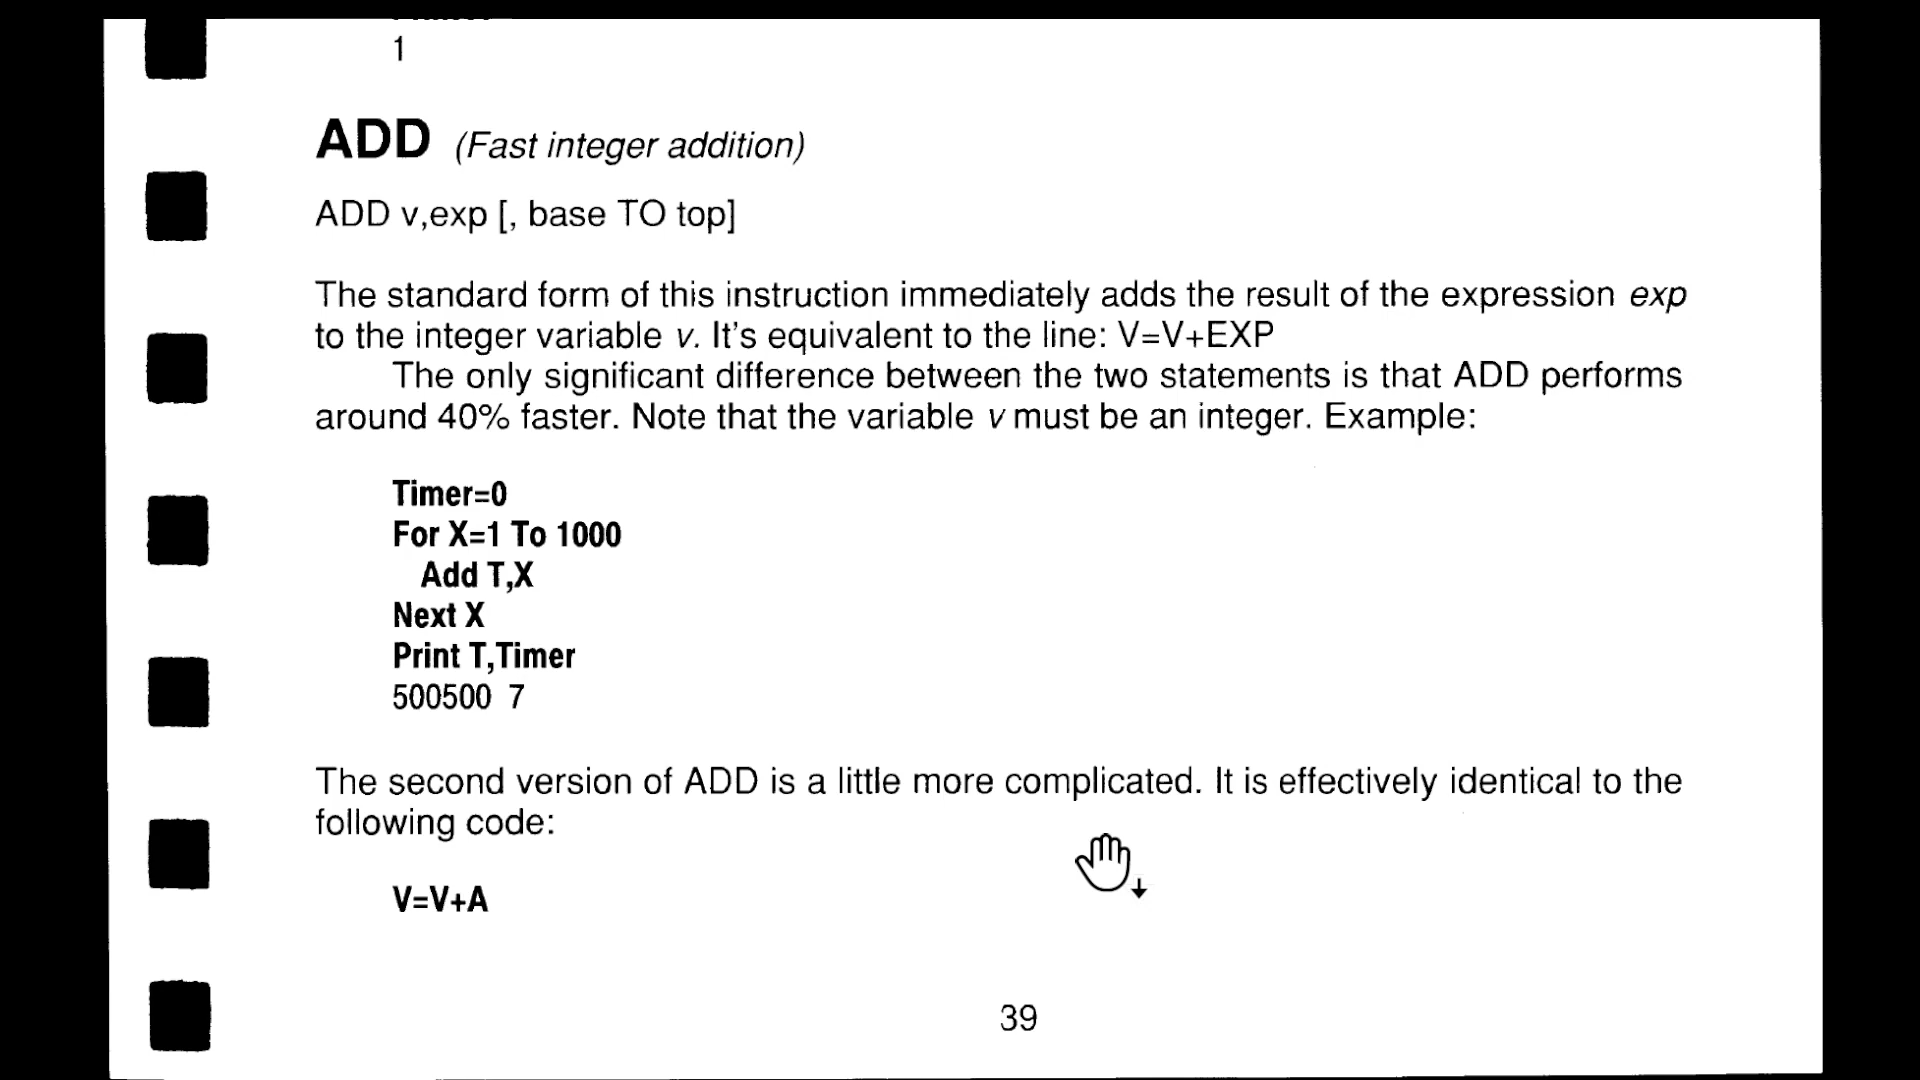 1
ADD (Fast integer addition)
ADD v,exp [, base TO top]
The standard form of this instruction immediately adds the result of the expression exp
to the integer variable v. It's equivalent to the line: V=V+EXP
The only significant difference between the two statements is that ADD performs
around 40% faster. Note that the variable v must be an integer. Example:
Timer=0
For X=1 To 1000
Add T,X
Next X
Print T,Timer
500500 7
The second version of ADD is a little more complicated. It is effectively identical to the
following code:
V=V+A
39